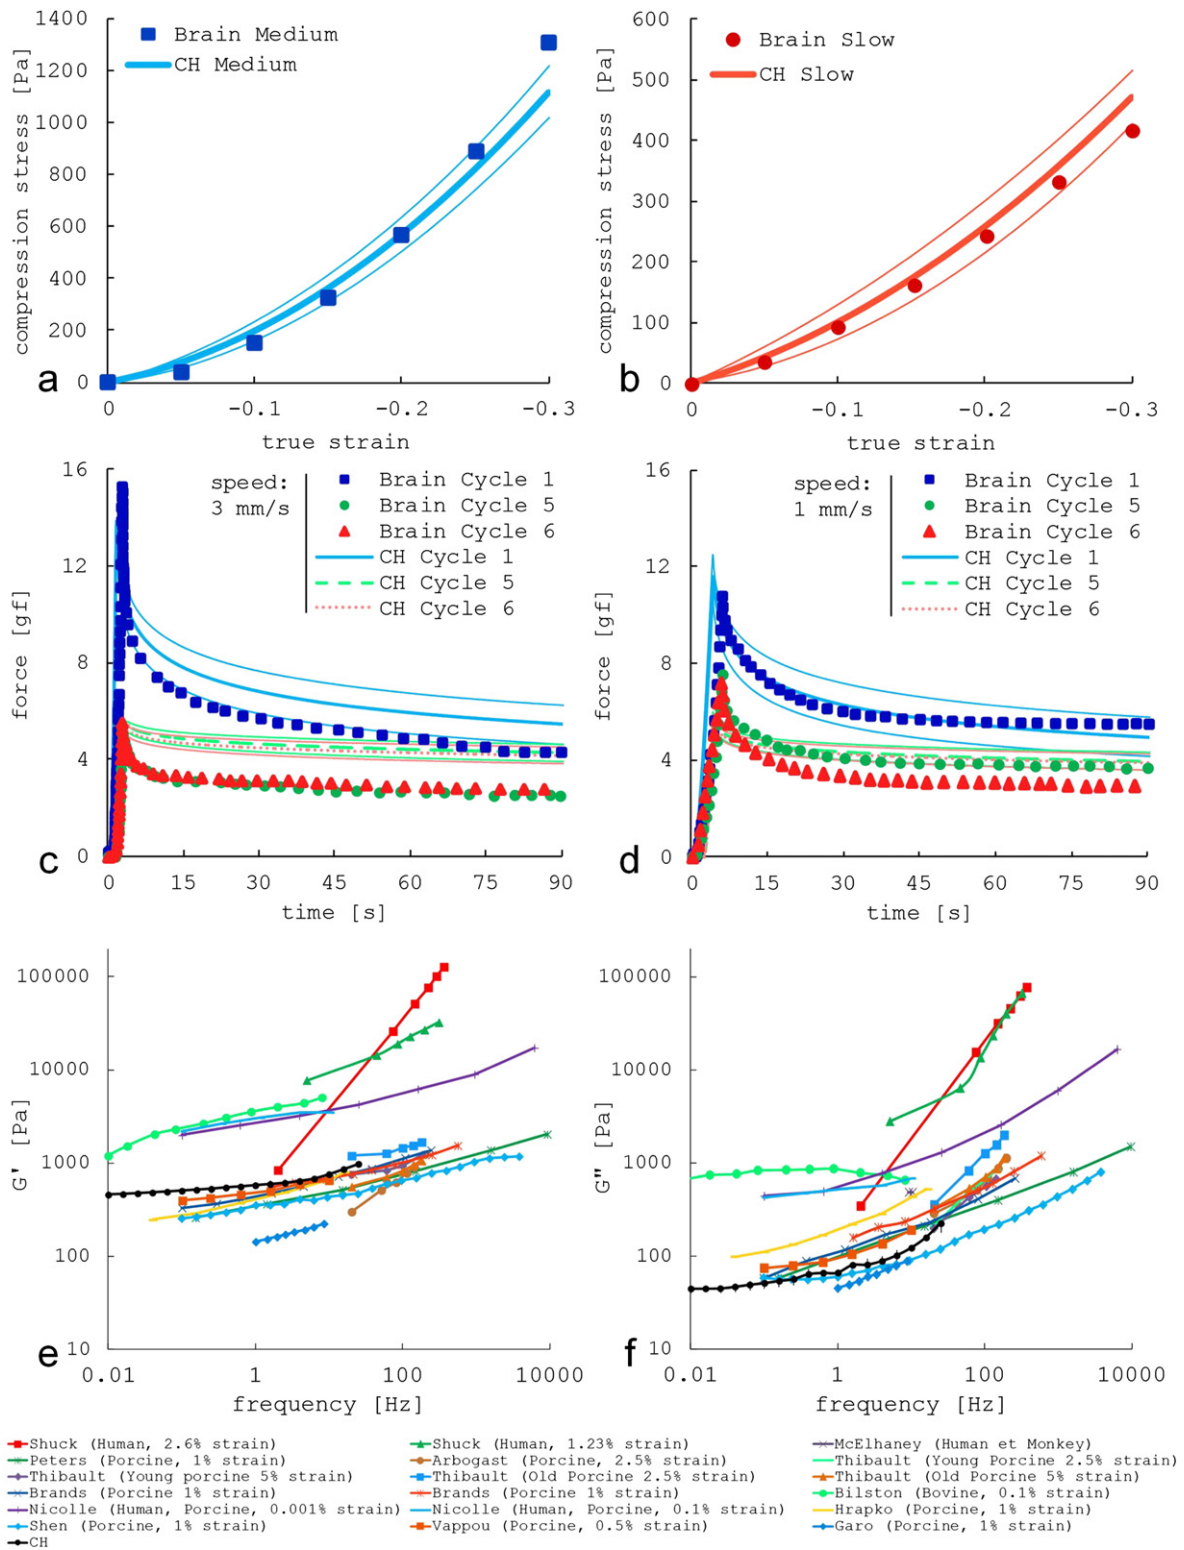 1400
1200
1000
800
600
400
200
0
compression stress [Pa]
Brain Medium
CH Medium
a
0
-0.1
-0.2
-0.3
true strain
600
500
400
300
200
100
0
compression stress [Pa]
Brain Slow
CH Slow
b
0
-0.1
-0.2
-0.3
true strain
16
12
8
4
0
force [gf]
speed:
3 mm/s
Brain Cycle 1
Brain Cycle 5
Brain Cycle 6
CH Cycle 1
CH Cycle 5
CH Cycle 6
c
0 15 30 45 60 75 90
time [s]
16
12
8
4
0
force [gf]
speed:
1 mm/s
Brain Cycle 1
Brain Cycle 5
Brain Cycle 6
CH Cycle 1
CH Cycle 5
CH Cycle 6
d
0 15 30 45 60 75 90
time [s]
100000
10000
1000
100
10
G' [Pa]
e
0.01 1 100 10000
frequency [Hz]
100000
10000
1000
100
10
G" [Pa]
f
0.01 1 100 10000
frequency [Hz]
Shuck (Human, 2.6% strain) Shuck (Human, 1.23% strain) McElhaney (Human et Monkey)
Peters (Porcine, 1% strain) Arbogast (Porcine, 2.5% strain) Thibault (Young Porcine 2.5% strain)
Thibault (Young porcine 5% strain) Thibault (Old Porcine 2.5% strain) Thibault (Old Porcine 5% strain)
Brands (Porcine 1% strain) Brands (Porcine 1% strain) Bilston (Bovine, 0.1% strain)
Nicolle (Human, Porcine, 0.001% strain) Nicolle (Human, Porcine, 0.1% strain) Hrapko (Porcine, 1% strain)
Shen (Porcine, 1% strain) Vappou (Porcine, 0.5% strain) Garo (Porcine, 1% strain)
CH